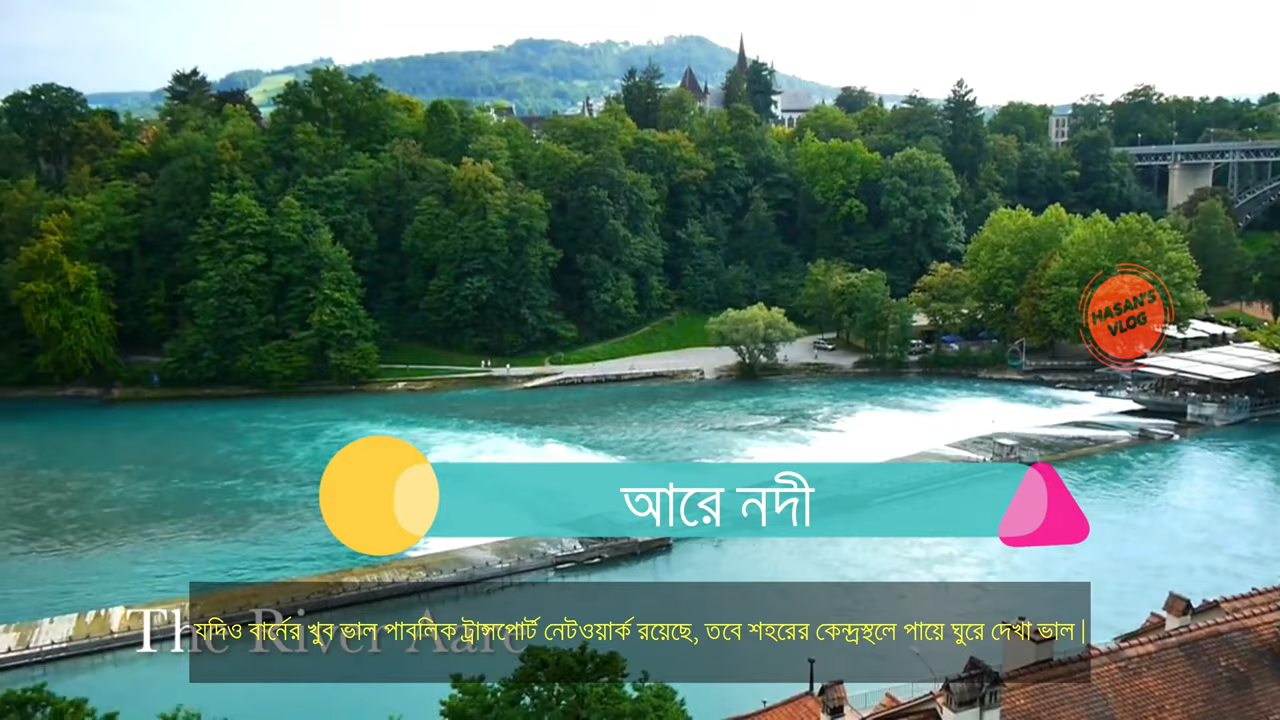 HASAN'S
VLOG
আরে নদী
The River Aare
যদিও বার্নের খুব ভাল পাবলিক ট্রান্সপোর্ট নেটওয়ার্ক রয়েছে, তবে শহরের কেন্দ্রস্থলে পায়ে ঘুরে দেখা ভাল|